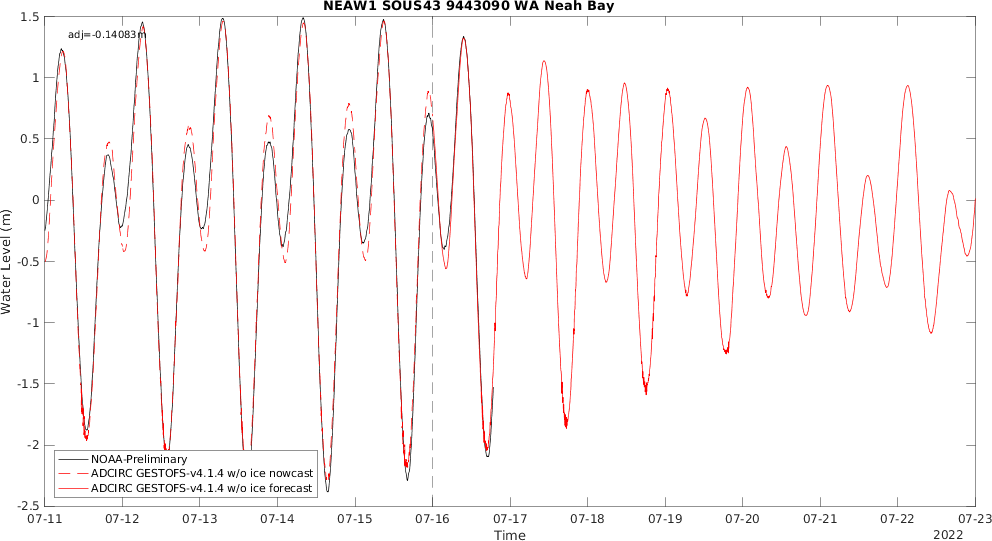 NEAW1 SOUS43 9443090 WA Neah Bay
adj=-0.14083m
1.5
1
0.5
0
-0.5
-1
-1.5
-2
-2.5
Water Level (m)
NOAA-Preliminary
ADCIRC GESTOFS-v4.1.4 w/o ice nowcast
ADCIRC GESTOFS-v4.1.4 w/o ice forecast
07-11 07-12 07-13 07-14 07-15 07-16 07-17 07-18 07-19 07-20 07-21 07-22 07-23
Time
2022